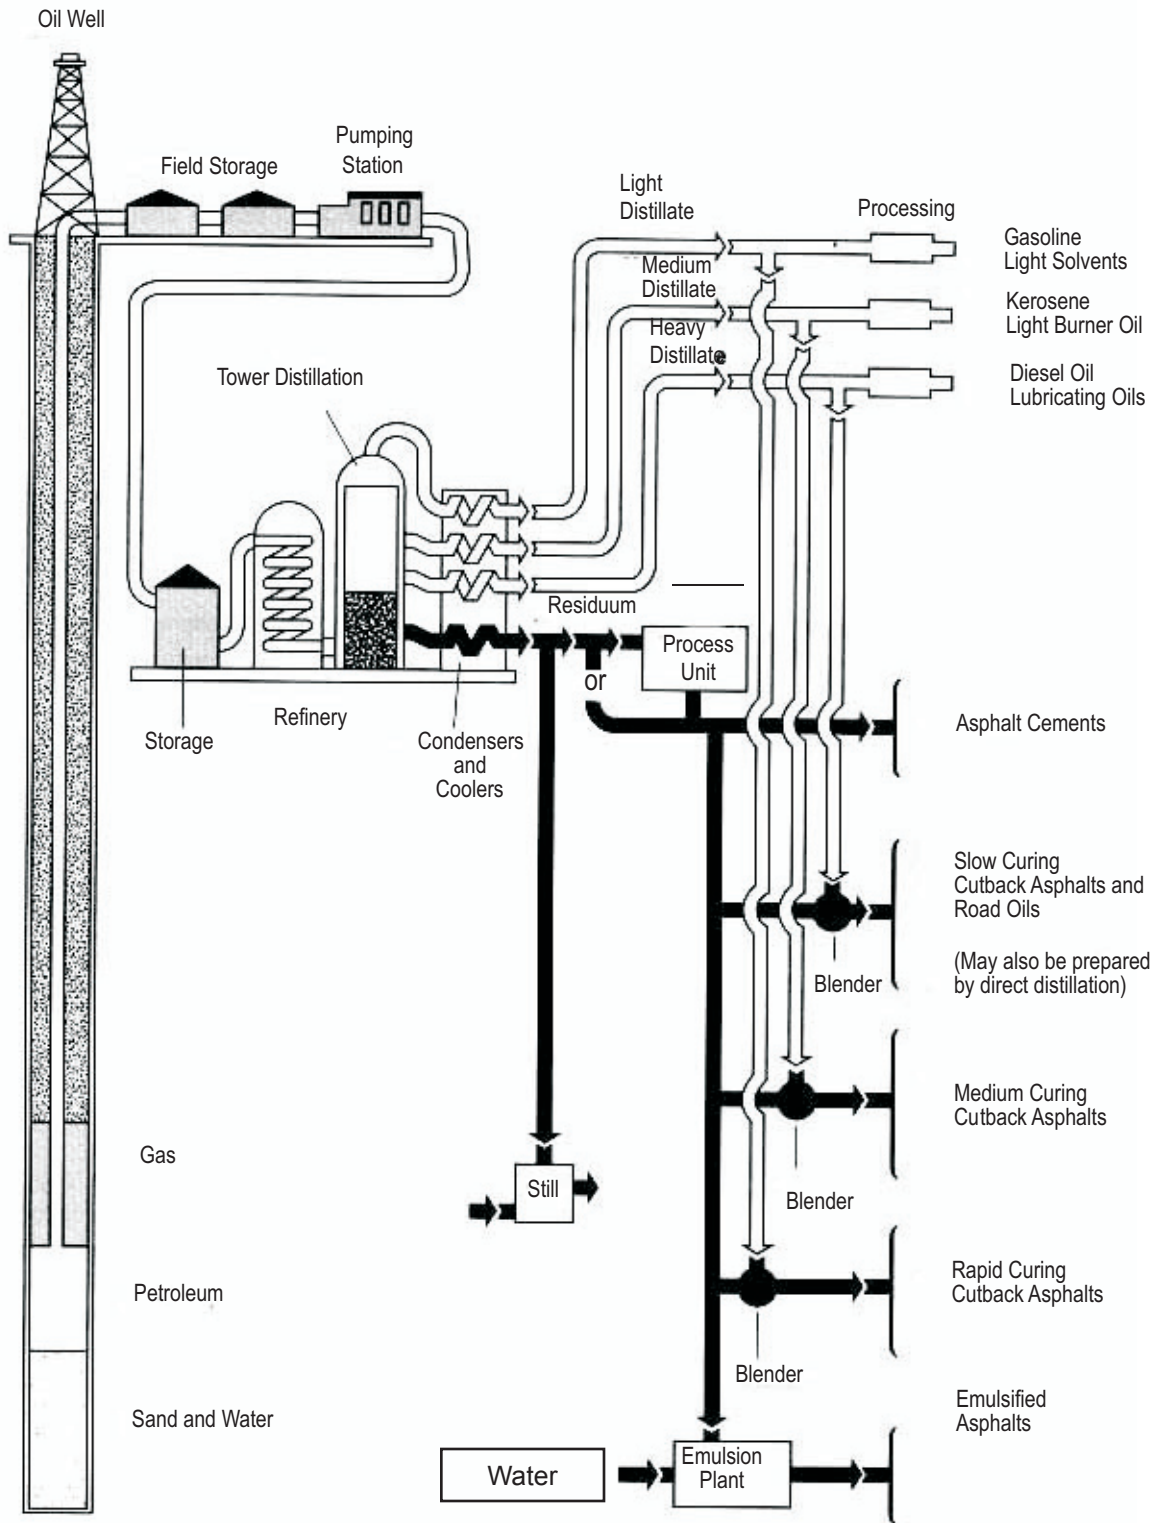 Oil Well
Pumping
Station
Field Storage
Light
Distillate
Processing
Gasoline
Light Solvents
Medium
Distillate
Kerosene
Light Burner Oil
Heavy
Distillate
Diesel Oil
Lubricating Oils
Tower Distillation
Residuum
Process
Unit
or
Refinery
Storage
Condensers
and
Coolers
Asphalt Cements
Slow Curing
Cutback Asphalts and
Road Oils
(May also be prepared
by direct distillation)
Blender
Medium Curing
Cutback Asphalts
Gas
Still
Blender
Petroleum
Rapid Curing
Cutback Asphalts
Blender
Sand and Water
Emulsified
Asphalts
Water
Emulsion
Plant